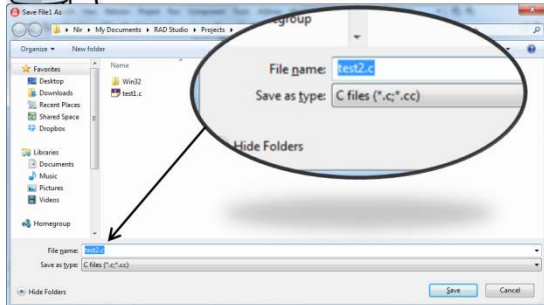 Save File1 As
Nir ▸ My Documents ▸ RAD Studio ▸ Projects ▸
Organize ▾ New folder
Favorites
Desktop
Downloads
Recent Places
Shared Space
Dropbox
Libraries
Documents
Music
Pictures
Videos
Homegroup
Name
Win32
test1.c
group
File name: test2.c
Save as type: C files (*.c;*.cc)
Hide Folders
File name: test2.c
Save as type: C files (*.c;*.cc)
Hide Folders
Save Cancel